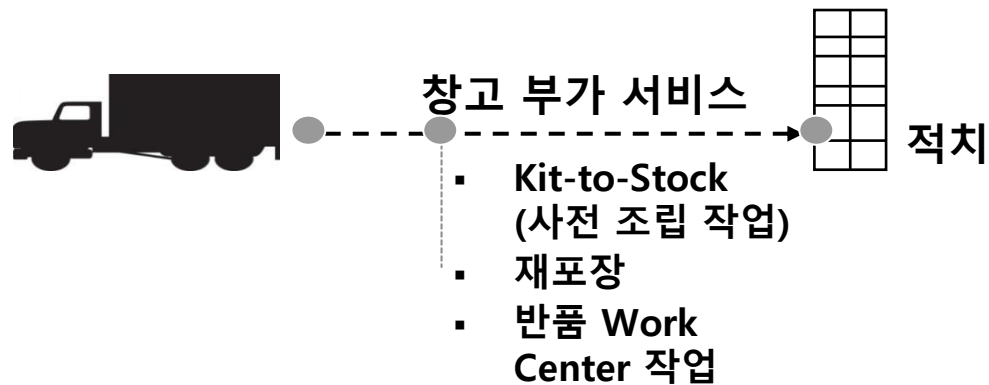 창고 부가 서비스
적치
▪ Kit-to-Stock
(사전 조립 작업)
▪ 재포장
▪ 반품 Work
Center 작업